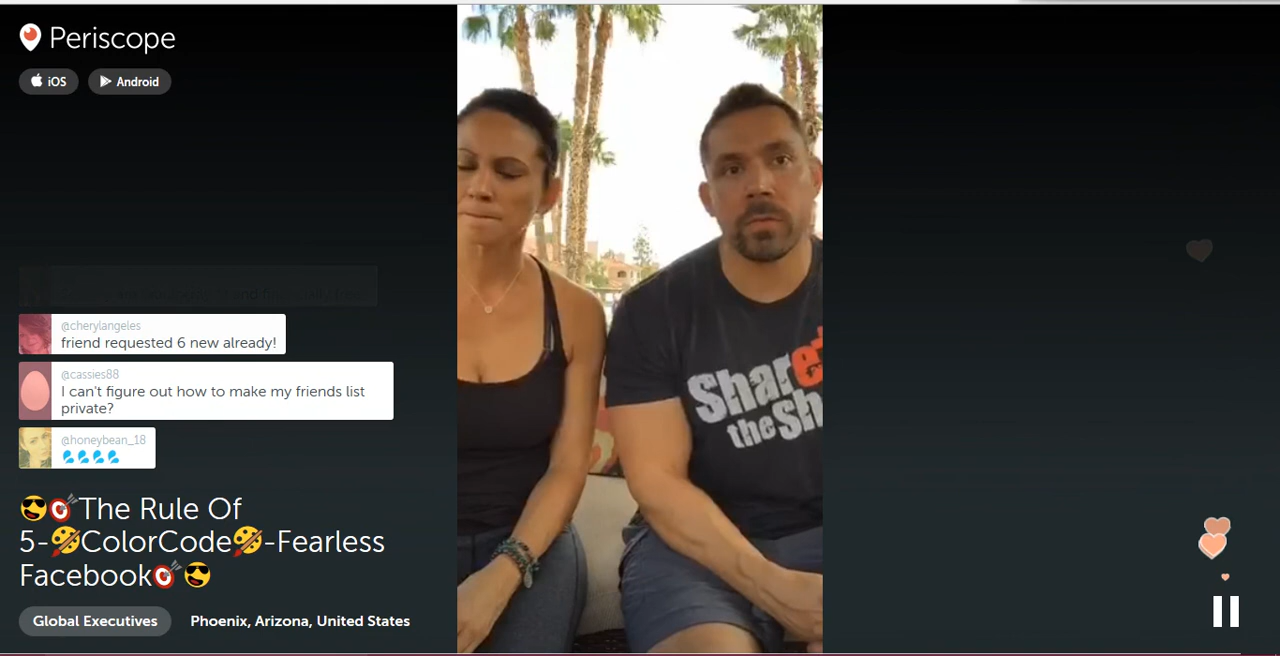 Periscope
iOS
Android
@cherylangeles
friend requested 6 new already!
@cassies88
I can't figure out how to make my friends list
private?
@honeybean_18
💦💦💦💦
😎🎯The Rule Of
5-🎨ColorCode🎨-Fearless
Facebook🎯😎
Global Executives
Phoenix, Arizona, United States
Share
the Sh